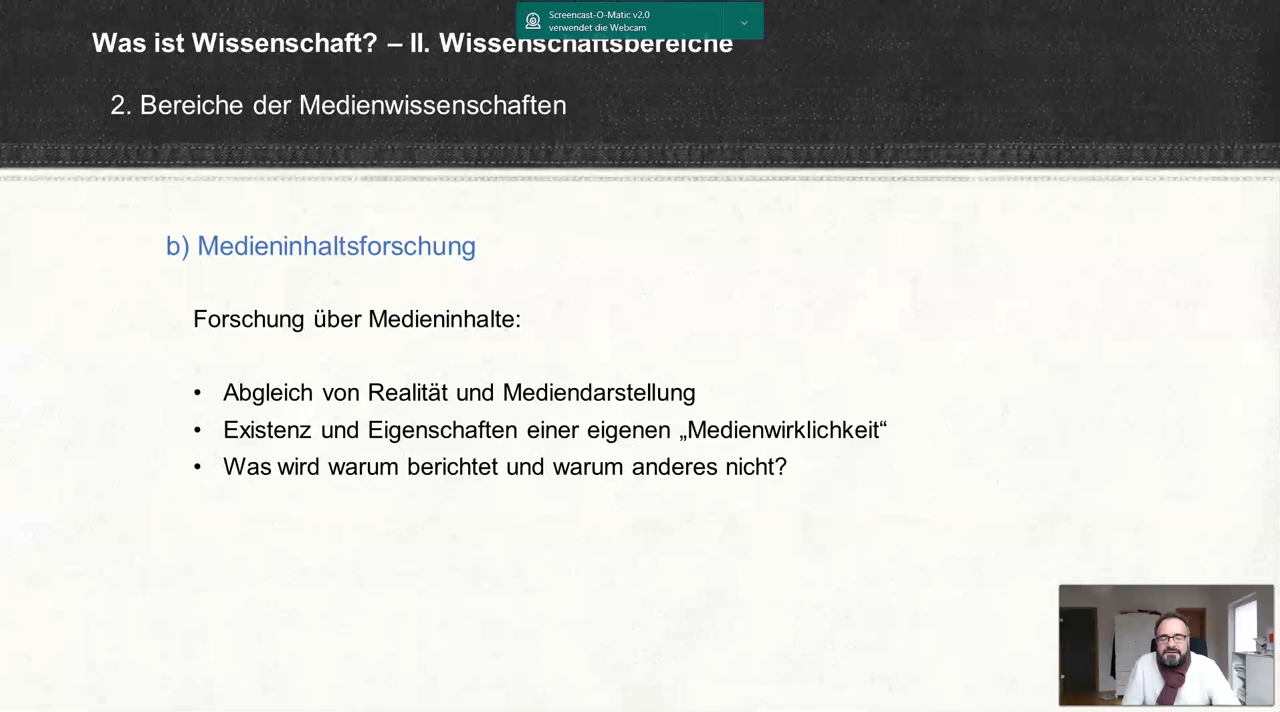 Screencast-O-Matic v2.0
verwendet die Webcam
Was ist Wissenschaft? – II. Wissenschaftsbereiche
2. Bereiche der Medienwissenschaften
b) Medieninhaltsforschung
Forschung über Medieninhalte:
• Abgleich von Realität und Mediendarstellung
• Existenz und Eigenschaften einer eigenen „Medienwirklichkeit“
• Was wird warum berichtet und warum anderes nicht?